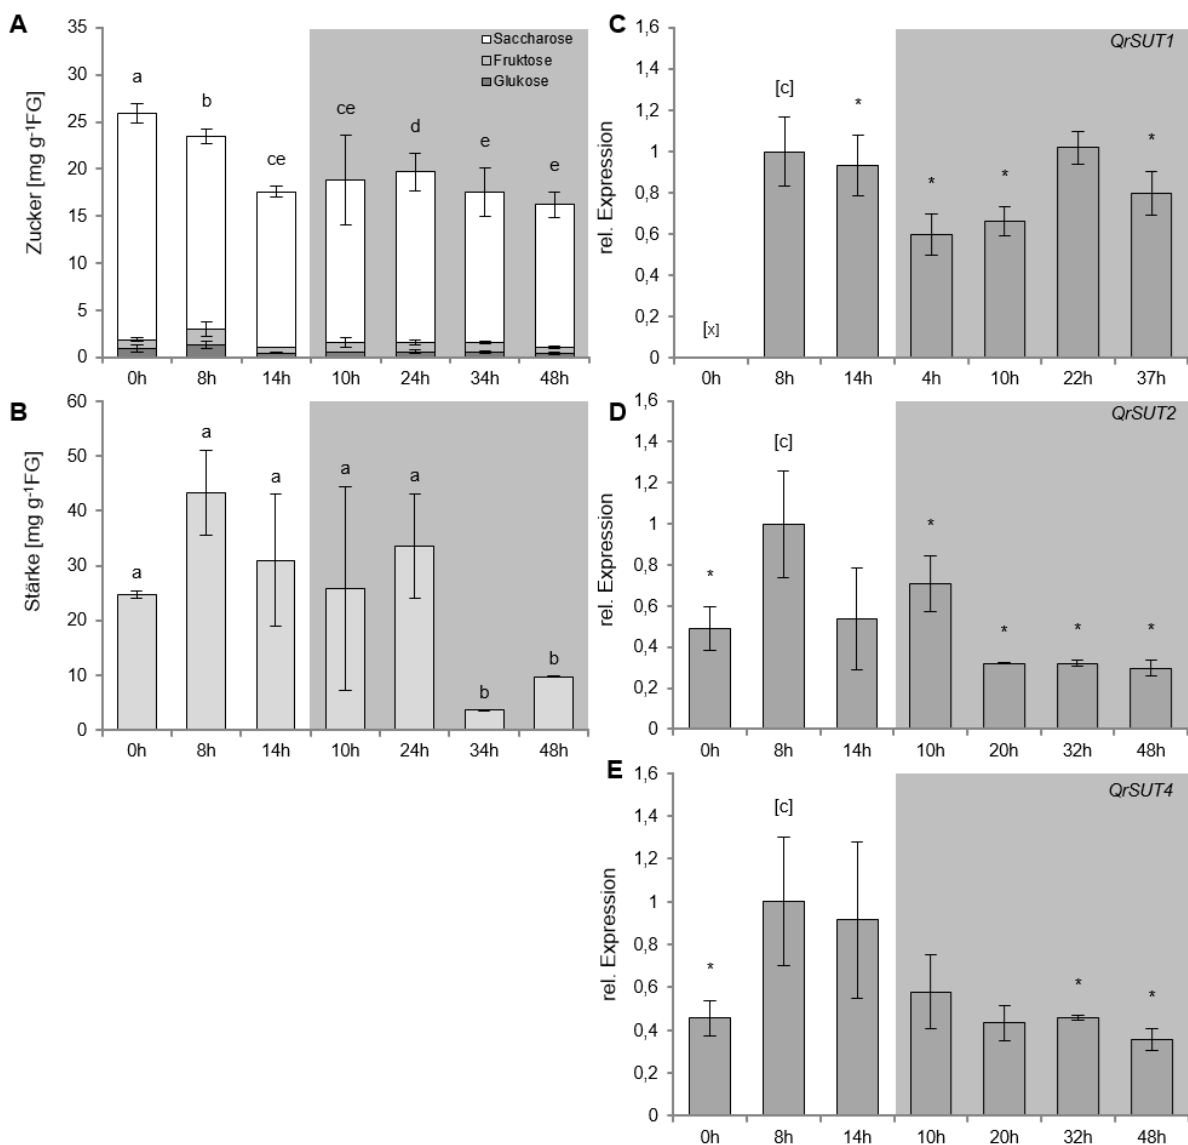 A
Zucker [mg g-1FG]
35
30
25
20
15
10
5
0
Saccharose
Fruktose
Glukose
a
b
ce
ce
d
e
e
0h 8h 14h 10h 24h 34h 48h
B
Stärke [mg g-1FG]
60
50
40
30
20
10
0
a
a
a
a
a
b
b
0h 8h 14h 10h 24h 34h 48h
C
rel. Expression
1,6
1,4
1,2
1
0,8
0,6
0,4
0,2
0
QrSUT1
[x]
[c]
*
*
*
*
0h 8h 14h 4h 10h 22h 37h
D
rel. Expression
1,6
1,4
1,2
1
0,8
0,6
0,4
0,2
0
QrSUT2
*
[c]
*
*
*
*
0h 8h 14h 10h 20h 32h 48h
E
rel. Expression
1,6
1,4
1,2
1
0,8
0,6
0,4
0,2
0
QrSUT4
*
[c]
*
*
0h 8h 14h 10h 20h 32h 48h